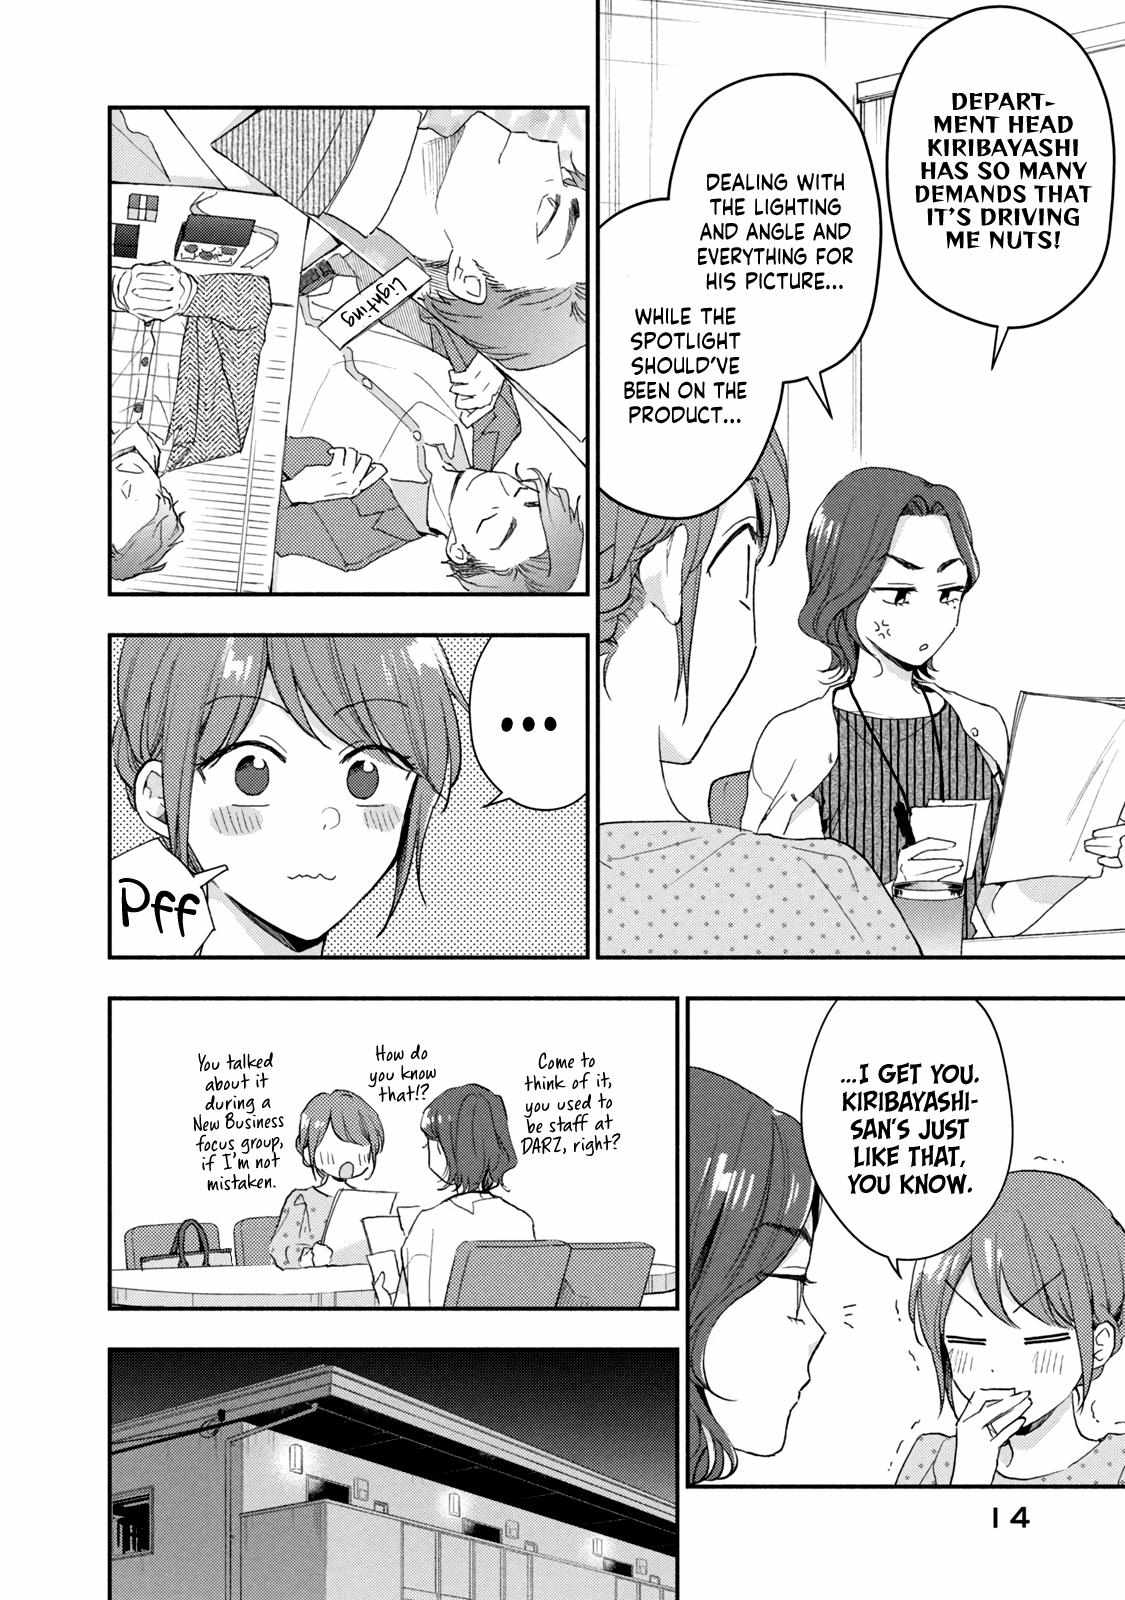 DEPART-
MENT HEAD
KIRIBAYASHI
HAS SO MANY
DEMANDS THAT
IT'S DRIVING
ME NUTS!
DEALING WITH
THE LIGHTING
AND ANGLE AND
EVERYTHING FOR
HIS PICTURE...
WHILE THE
SPOTLIGHT
SHOULD'VE
BEEN ON THE
PRODUCT...
Lighting
...
Pff
...I GET YOU.
KIRIBAYASHI-
SAN'S JUST
LIKE THAT,
YOU KNOW.
Come to
think of it,
you used to
be staff at
DARZ, right?
How do
you know
that!?
You talked
about it
during a
New Business
focus group,
if I'm not
mistaken.
14